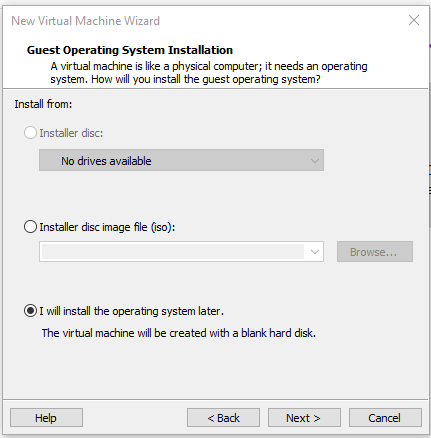 New Virtual Machine Wizard
Guest Operating System Installation
A virtual machine is like a physical computer; it needs an operating
system. How will you install the guest operating system?
Install from:
Installer disc:
No drives available
Installer disc image file (iso):
Browse...
I will install the operating system later.
The virtual machine will be created with a blank hard disk.
Help
< Back
Next >
Cancel